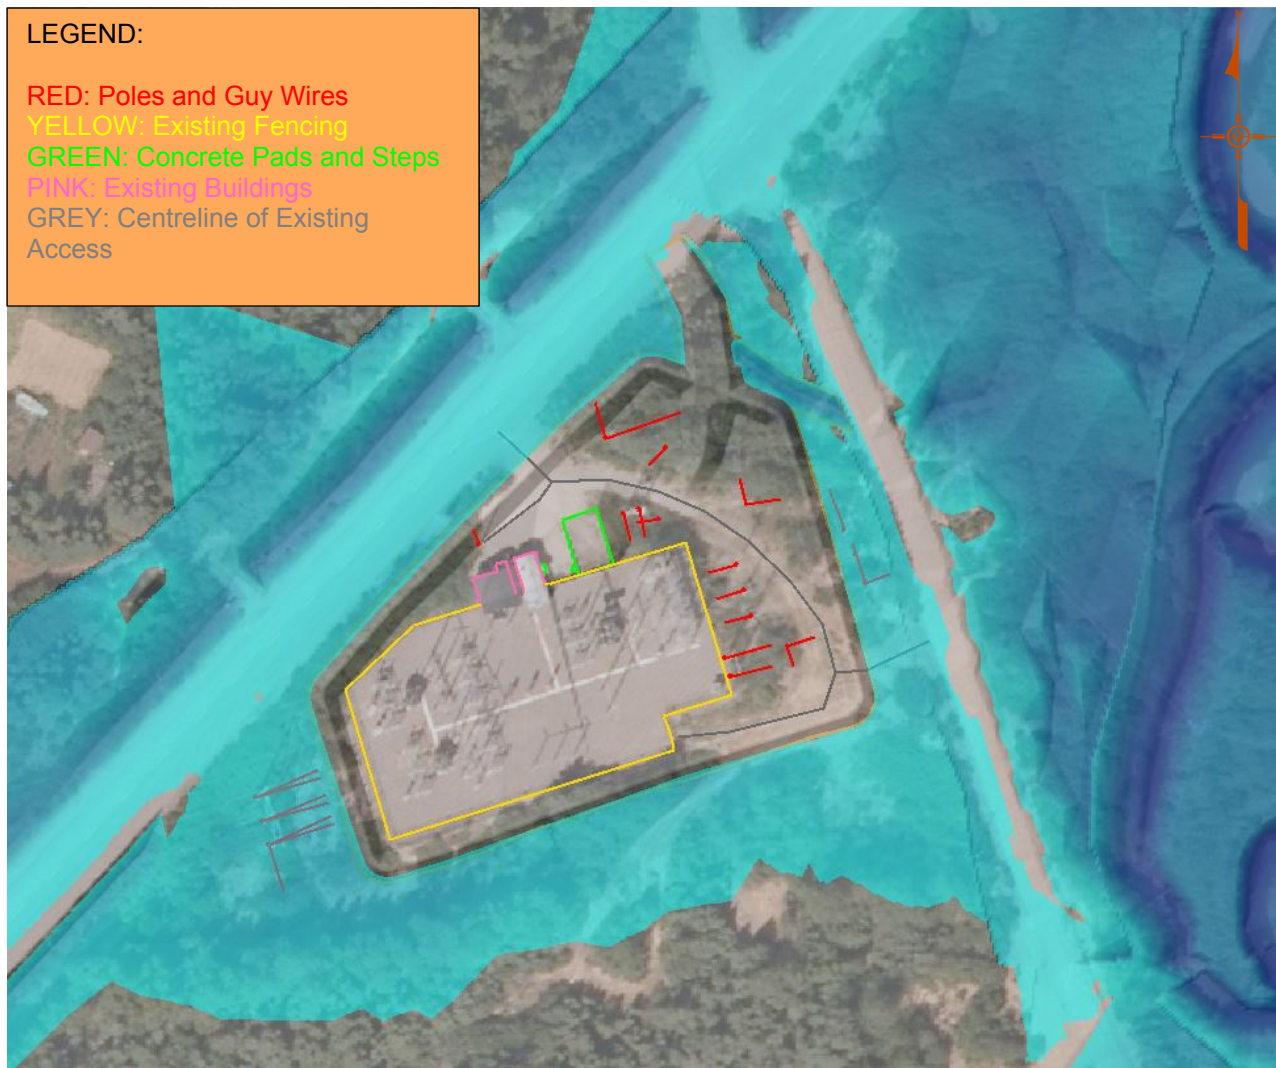 LEGEND:
RED: Poles and Guy Wires
YELLOW: Existing Fencing
GREEN: Concrete Pads and Steps
PINK: Existing Buildings
GREY: Centreline of Existing
Access